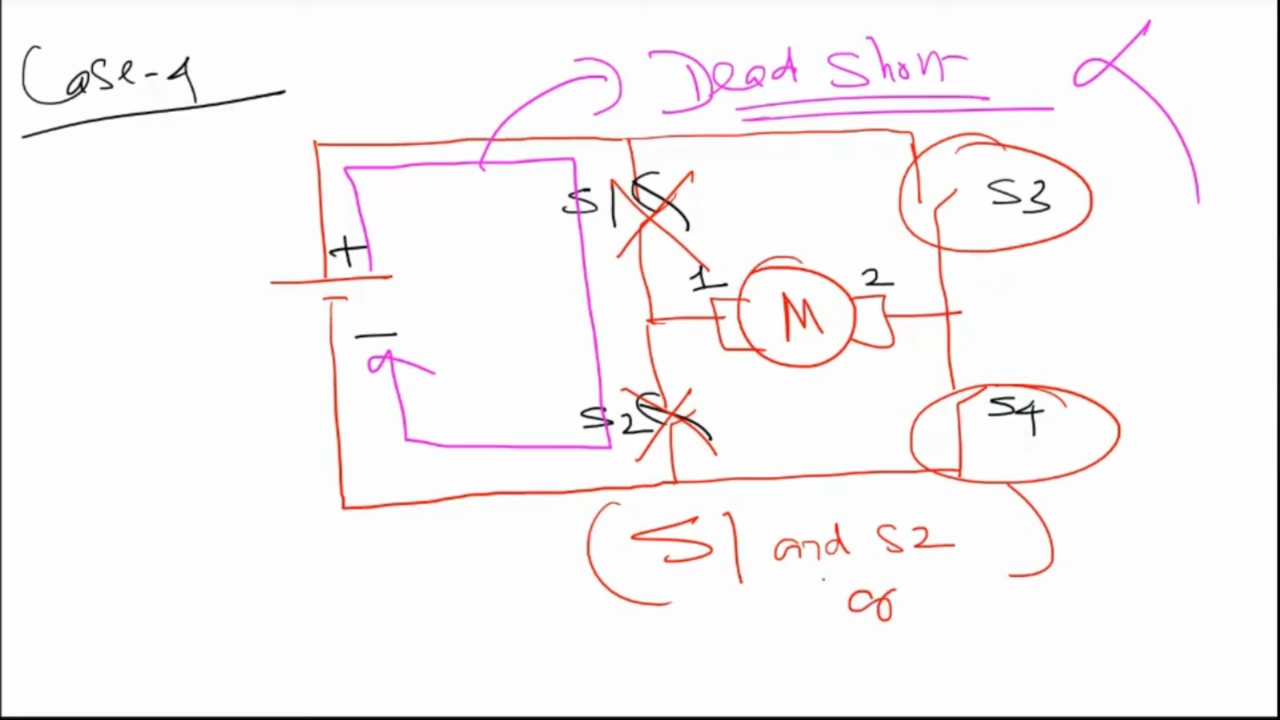 Case-4
Dead Short
+
S1
S3
1
2
M
-
S2
S4
(S1 and S2)
or